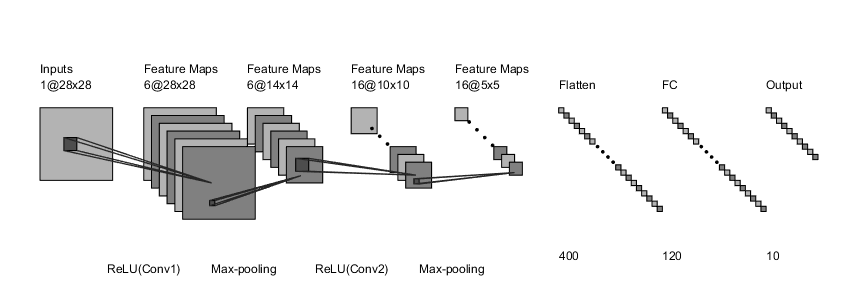 Inputs
1@28x28
Feature Maps
6@28x28
Feature Maps
6@14x14
Feature Maps
16@10x10
Feature Maps
16@5x5
Flatten
FC
Output
400
120
10
ReLU(Conv1)
Max-pooling
ReLU(Conv2)
Max-pooling